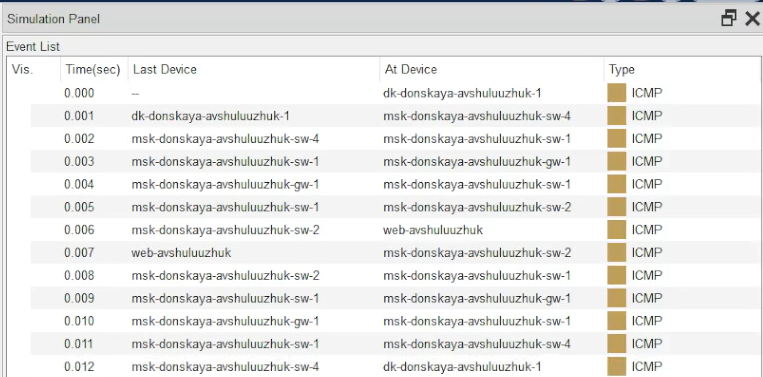 Simulation Panel
Event List
Vis. Time(sec) Last Device At Device Type
0.000 -- dk-donskaya-avshuluuzhuk-1 ICMP
0.001 dk-donskaya-avshuluuzhuk-1 msk-donskaya-avshuluuzhuk-sw-4 ICMP
0.002 msk-donskaya-avshuluuzhuk-sw-4 msk-donskaya-avshuluuzhuk-sw-1 ICMP
0.003 msk-donskaya-avshuluuzhuk-sw-1 msk-donskaya-avshuluuzhuk-gw-1 ICMP
0.004 msk-donskaya-avshuluuzhuk-gw-1 msk-donskaya-avshuluuzhuk-sw-1 ICMP
0.005 msk-donskaya-avshuluuzhuk-sw-1 msk-donskaya-avshuluuzhuk-sw-2 ICMP
0.006 msk-donskaya-avshuluuzhuk-sw-2 web-avshuluuzhuk ICMP
0.007 web-avshuluuzhuk msk-donskaya-avshuluuzhuk-sw-2 ICMP
0.008 msk-donskaya-avshuluuzhuk-sw-2 msk-donskaya-avshuluuzhuk-sw-1 ICMP
0.009 msk-donskaya-avshuluuzhuk-sw-1 msk-donskaya-avshuluuzhuk-gw-1 ICMP
0.010 msk-donskaya-avshuluuzhuk-gw-1 msk-donskaya-avshuluuzhuk-sw-1 ICMP
0.011 msk-donskaya-avshuluuzhuk-sw-1 msk-donskaya-avshuluuzhuk-sw-4 ICMP
0.012 msk-donskaya-avshuluuzhuk-sw-4 dk-donskaya-avshuluuzhuk-1 ICMP